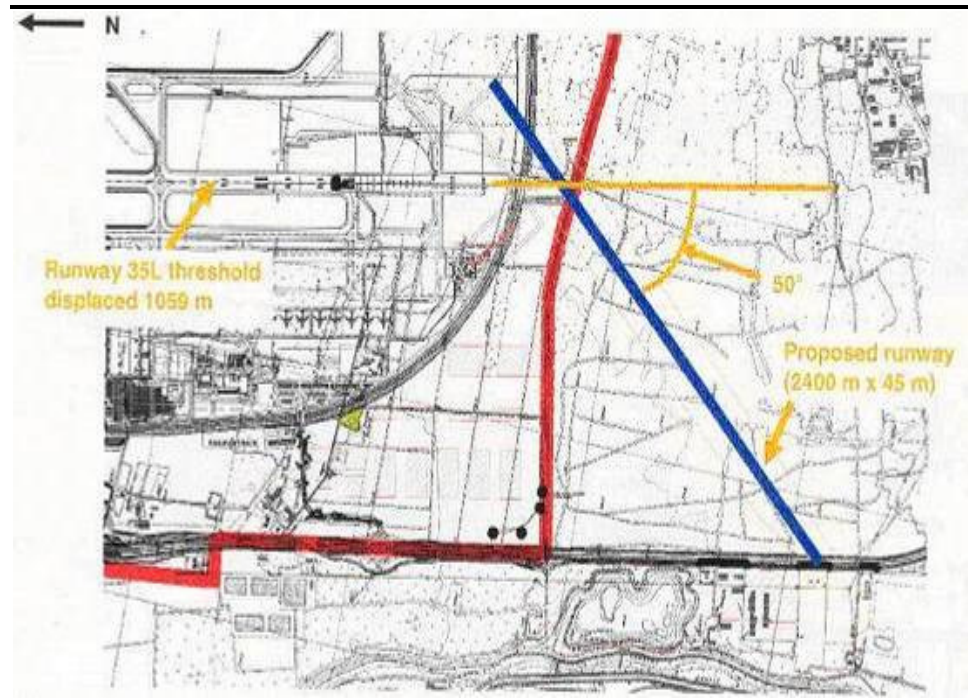 N
Runway 35L threshold
displaced 1059 m
50°
Proposed runway
(2400 m x 45 m)